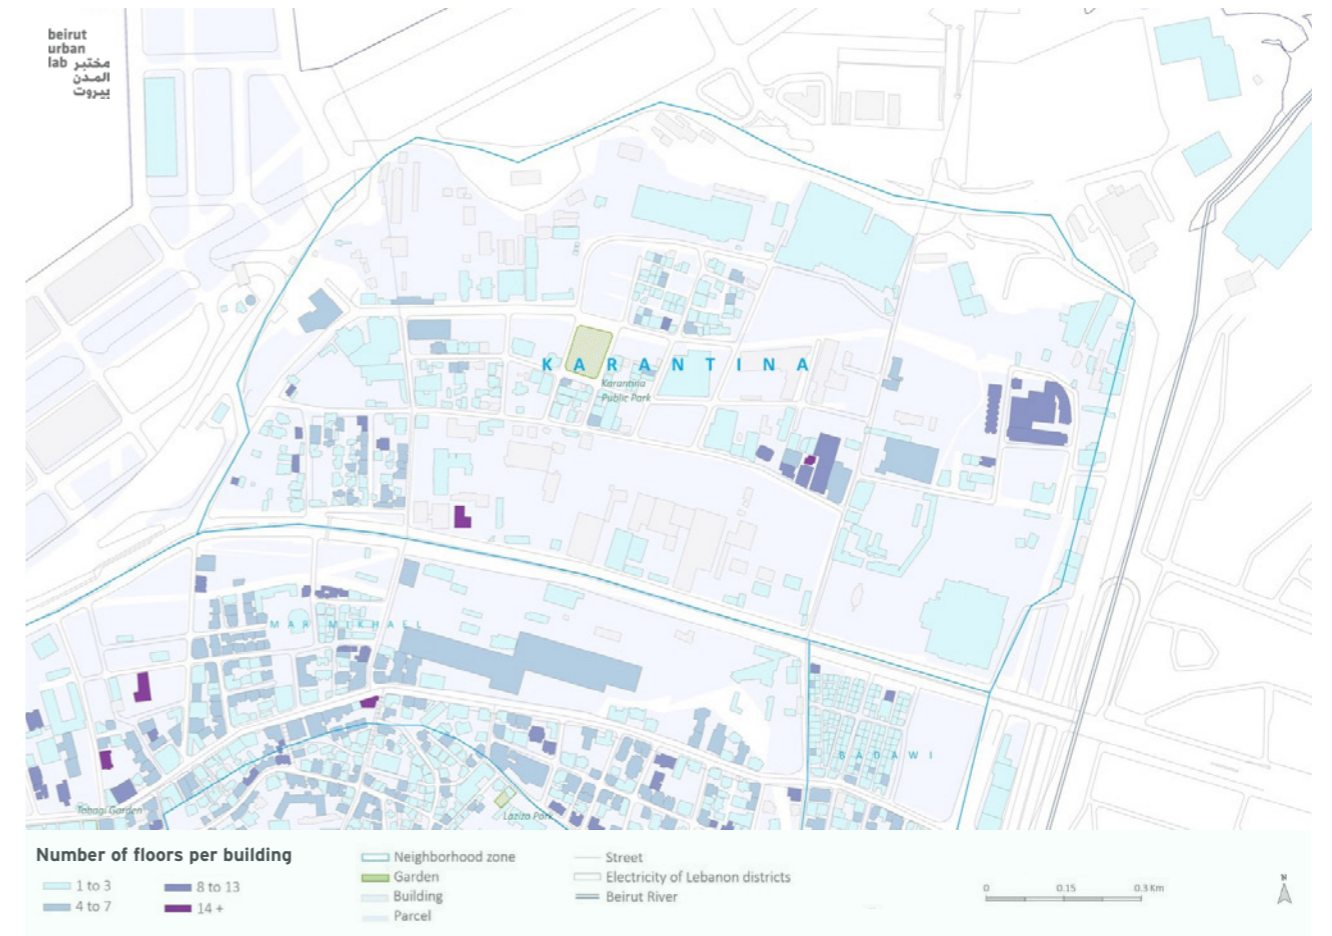 beirut
urban
lab مختبر
المدن
بيروت
KARANTINA
Karantina
Public Park
MAR MIKHAEL
BADAWI
Tobagi Garden
Laziza Park
Number of floors per building
1 to 3
4 to 7
8 to 13
14 +
Neighborhood zone
Garden
Building
Parcel
Street
Electricity of Lebanon districts
Beirut River
0 0.15 0.3 Km
N